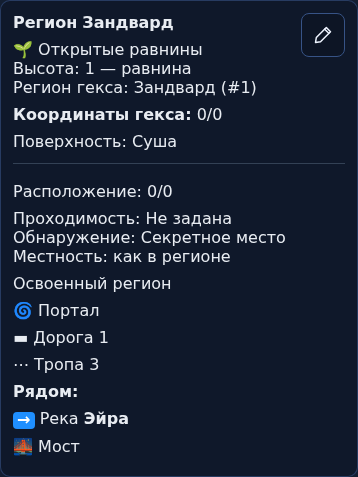 Регион Зандвард
🌱 Открытые равнины
Высота: 1 — равнина
Регион гекса: Зандвард (#1)
Координаты гекса: 0/0
Поверхность: Суша
Расположение: 0/0
Проходимость: Не задана
Обнаружение: Секретное место
Местность: как в регионе
Освоенный регион
🌀 Портал
▬ Дорога 1
⋯ Тропа 3
Рядом:
➡️ Река Эйра
🌉 Мост